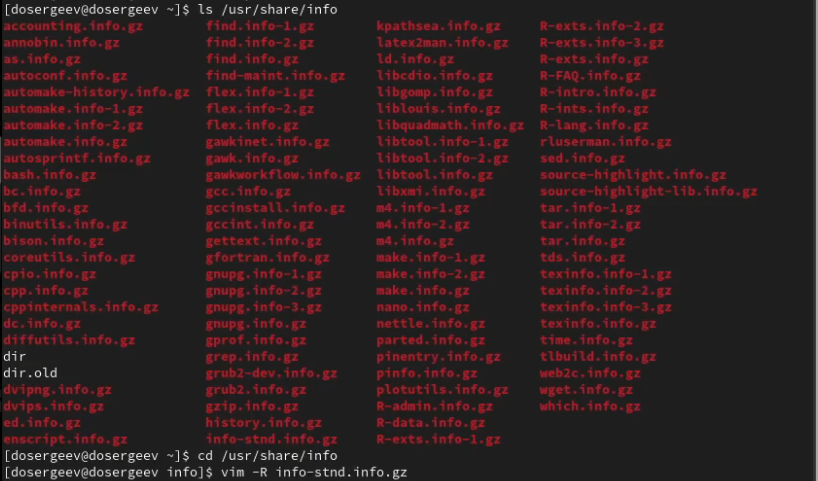 [dosergeev@dosergeev ~]$ ls /usr/share/info
accounting.info.gz find.info-1.gz kpathsea.info.gz R-exts.info-2.gz
annobin.info.gz find.info-2.gz latex2man.info.gz R-exts.info-3.gz
as.info.gz find.info.gz ld.info.gz R-exts.info.gz
autoconf.info.gz find-maint.info.gz libcdio.info.gz R-FAQ.info.gz
automake-history.info.gz flex.info-1.gz libgomp.info.gz R-intro.info.gz
automake.info-1.gz flex.info-2.gz liblouis.info.gz R-ints.info.gz
automake.info-2.gz flex.info.gz libquadmath.info.gz R-lang.info.gz
automake.info.gz gawkinet.info.gz libtool.info-1.gz rluserman.info.gz
autosprintf.info.gz gawk.info.gz libtool.info-2.gz sed.info.gz
bash.info.gz gawkworkflow.info.gz libtool.info.gz source-highlight.info.gz
bc.info.gz gcc.info.gz libxmi.info.gz source-highlight-lib.info.gz
bfd.info.gz gccinstall.info.gz m4.info-1.gz tar.info-1.gz
binutils.info.gz gccint.info.gz m4.info-2.gz tar.info-2.gz
bison.info.gz gettext.info.gz m4.info.gz tar.info.gz
coreutils.info.gz gfortran.info.gz make.info-1.gz tds.info.gz
cpio.info.gz gnupg.info-1.gz make.info-2.gz texinfo.info-1.gz
cpp.info.gz gnupg.info-2.gz make.info.gz texinfo.info-2.gz
cppinternals.info.gz gnupg.info-3.gz nano.info.gz texinfo.info-3.gz
dc.info.gz gnupg.info.gz nettle.info.gz texinfo.info.gz
diffutils.info.gz gprof.info.gz parted.info.gz time.info.gz
dir grep.info.gz pinentry.info.gz tlbuild.info.gz
dir.old grub2-dev.info.gz pinfo.info.gz web2c.info.gz
dvipng.info.gz grub2.info.gz plotutils.info.gz wget.info.gz
dvips.info.gz gzip.info.gz R-admin.info.gz which.info.gz
ed.info.gz history.info.gz R-data.info.gz
enscript.info.gz info-stnd.info.gz R-exts.info-1.gz
[dosergeev@dosergeev ~]$ cd /usr/share/info
[dosergeev@dosergeev info]$ vim -R info-stnd.info.gz